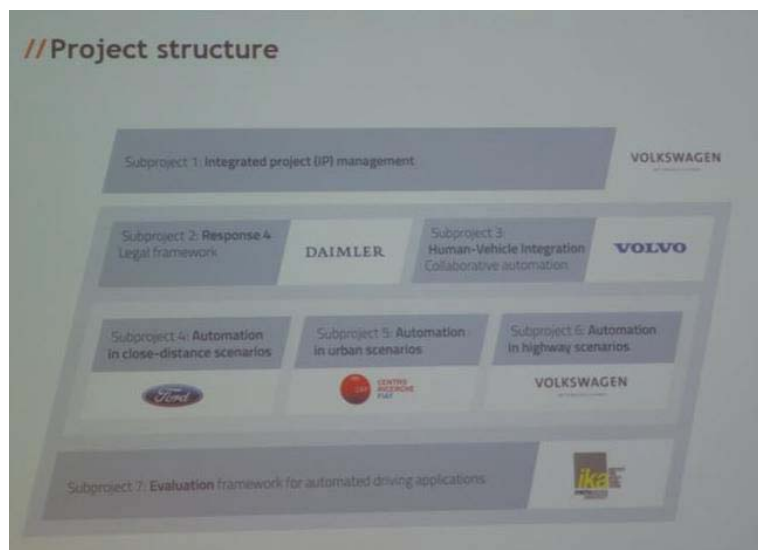 //Project structure
Subproject 1: Integrated project (IP) management
VOLKSWAGEN
Subproject 2: Response 4
Legal framework
DAIMLER
Subproject 3:
Human-Vehicle Integration
Collaborative automation
VOLVO
Subproject 4: Automation
in close-distance scenarios
Ford
Subproject 5: Automation
in urban scenarios
CRF
CENTRO
RICERCHE
FIAT
Subproject 6: Automation
in highway scenarios
VOLKSWAGEN
Subproject 7: Evaluation framework for automated driving applications
ika